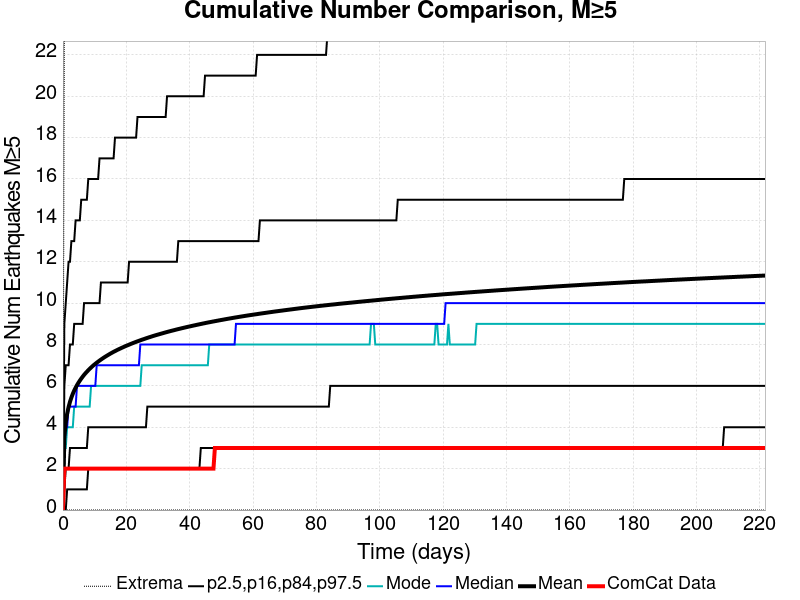 Cumulative Number Comparison, M≥5
Cumulative Num Earthquakes M≥5
22
20
18
16
14
12
10
8
6
4
2
0
0 20 40 60 80 100 120 140 160 180 200 220
Time (days)
Extrema p2.5,p16,p84,p97.5 Mode Median Mean ComCat Data